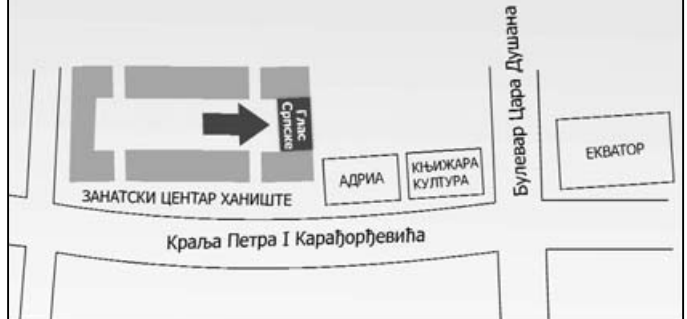 Глас
Српске
ЗАНАТСКИ ЦЕНТАР ХАНИШТЕ
АДРИА
КЊИЖАРА
КУЛТУРА
Булевар Цара Душана
ЕКВАТОР
Краља Петра I Карађорђевића